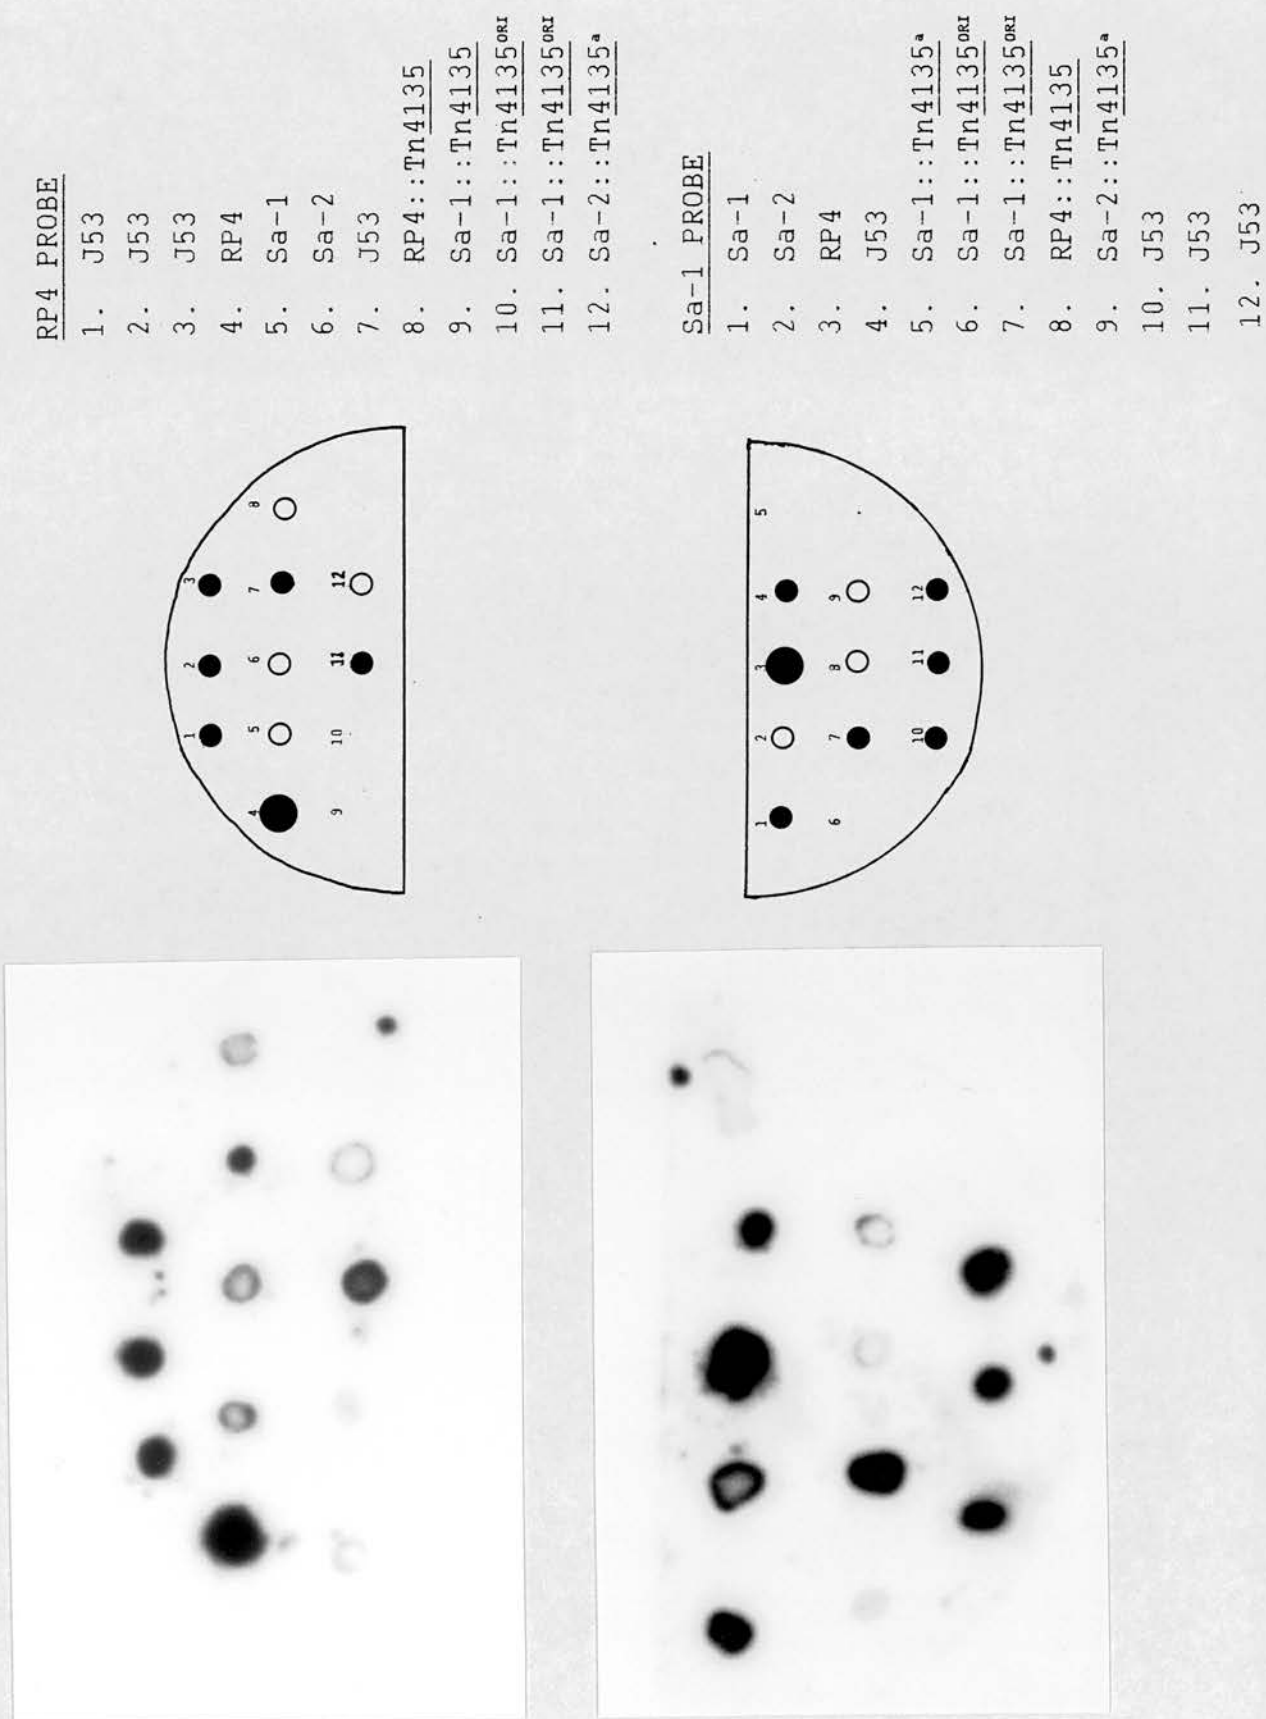 RP4 PROBE
1. J53
2. J53
3. J53
4. RP4
5. Sa-1
6. Sa-2
7. J53
8. RP4::Tn4135
9. Sa-1::Tn4135
10. Sa-1::Tn4135ORI
11. Sa-1::Tn4135ORI
12. Sa-2::Tn4135a
1 2 3
4 5 6 7 8
9 10 11 12
Sa-1 PROBE
1. Sa-1
2. Sa-2
3. RP4
4. J53
5. Sa-1::Tn4135a
6. Sa-1::Tn4135ORI
7. Sa-1::Tn4135ORI
8. RP4::Tn4135
9. Sa-2::Tn4135a
10. J53
11. J53
12. J53
1 2 3 4 5
6 7 8 9
10 11 12